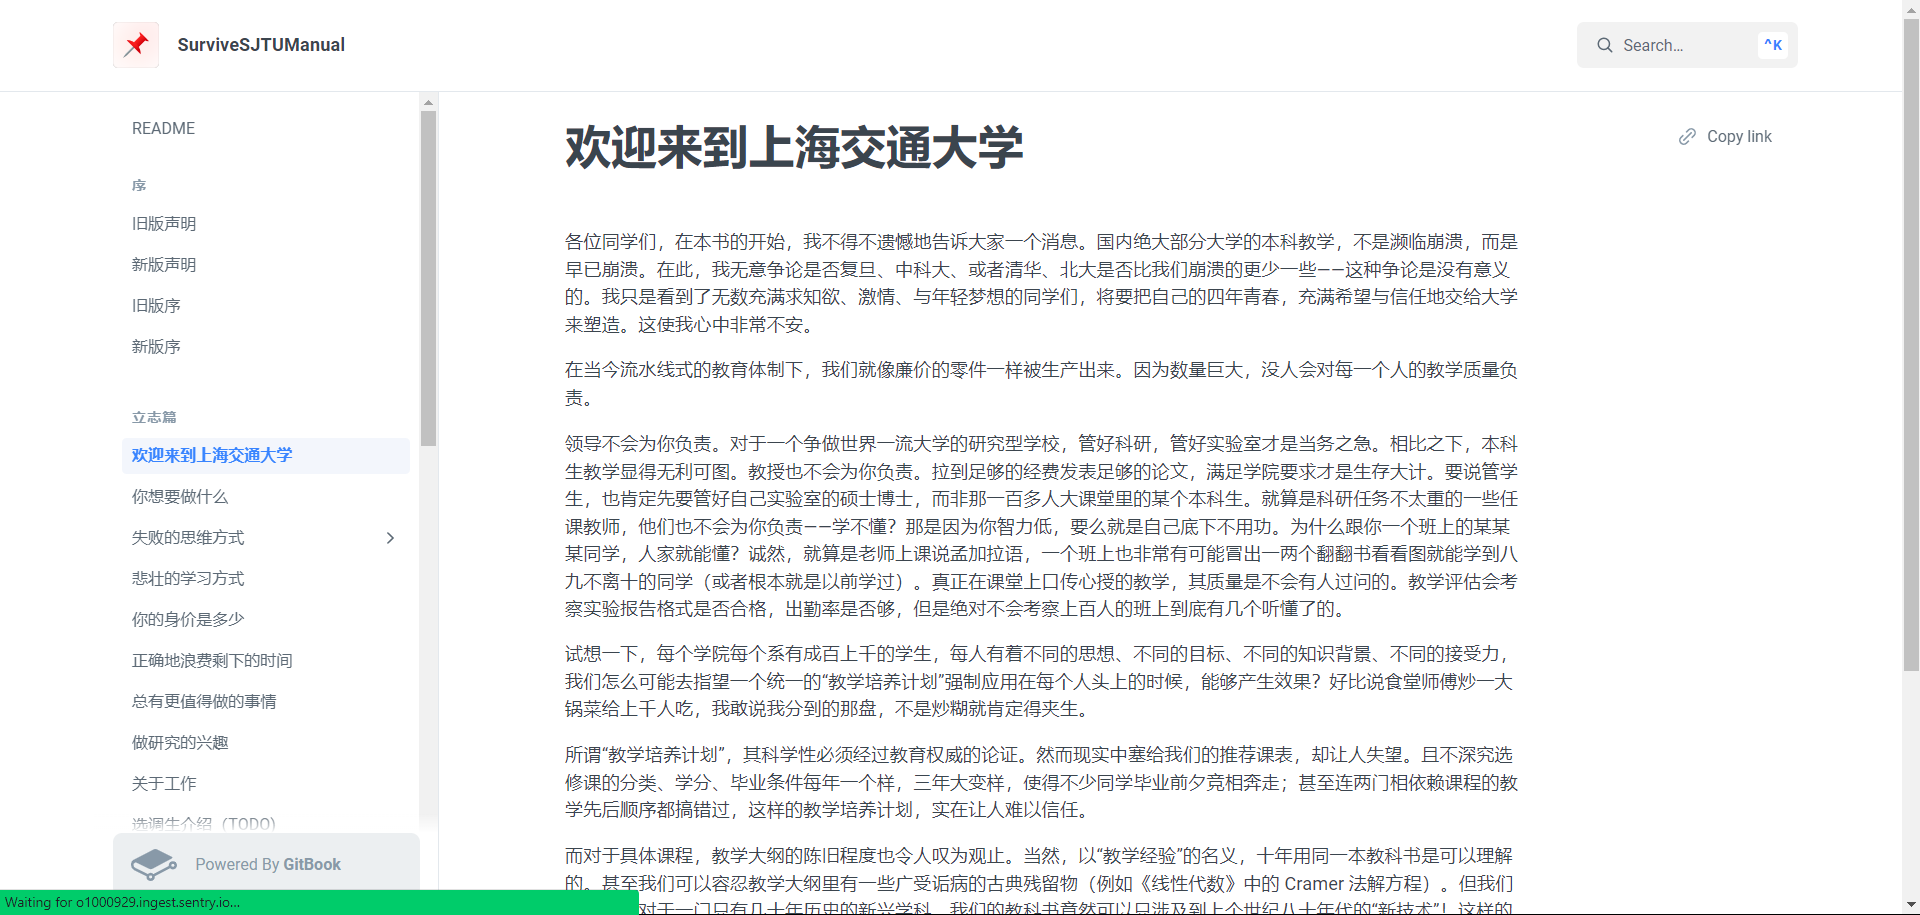 SurviveSJTUManual
Search...
^K
README
序
旧版声明
新版声明
旧版序
新版序
立志篇
欢迎来到上海交通大学
你想要做什么
失败的思维方式
悲壮的学习方式
你的身价是多少
正确地浪费剩下的时间
总有更值得做的事情
做研究的兴趣
关于工作
选调生介绍（TODO）
Powered By GitBook
Waiting for o1000929.ingest.sentry.io...
欢迎来到上海交通大学
Copy link
各位同学们，在本书的开始，我不得不遗憾地告诉大家一个消息。国内绝大部分大学的本科教学，不是濒临崩溃，而是
早已崩溃。在此，我无意争论是否复旦、中科大、或者清华、北大是否比我们崩溃的更少一些——这种争论是没有意义
的。我只是看到了无数充满求知欲、激情、与年轻梦想的同学们，将要把自己的四年青春，充满希望与信任地交给大学
来塑造。这使我心中非常不安。
在当今流水线式的教育体制下，我们就像廉价的零件一样被生产出来。因为数量巨大，没人会对每一个人的教学质量负
责。
领导不会为你负责。对于一个争做世界一流大学的研究型学校，管好科研，管好实验室才是当务之急。相比之下，本科
生教学显得无利可图。教授也不会为你负责。拉到足够的经费发表足够的论文，满足学院要求才是生存大计。要说管学
生，也肯定先要管好自己实验室的硕士博士，而非那一百多人大课堂里的某个本科生。就算是科研任务不太重的一些任
课教师，他们也不会为你负责——学不懂？那是因为你智力低，要么就是自己底下不用功。为什么跟你一个班上的某某
某同学，人家就能懂？诚然，就算是老师上课说孟加拉语，一个班上也非常有可能冒出一两个翻翻书看看图就能学到八
九不离十的同学（或者根本就是以前学过）。真正在课堂上口传心授的教学，其质量是不会有人过问的。教学评估会考
察实验报告格式是否合格，出勤率是否够，但是绝对不会考察上百人的班上到底有几个听懂了的。
试想一下，每个学院每个系有成百上千的学生，每人有着不同的思想、不同的目标、不同的知识背景、不同的接受力，
我们怎么可能去指望一个统一的“教学培养计划”强制应用在每个人头上的时候，能够产生效果？好比说食堂师傅炒一大
锅菜给上千人吃，我敢说我分到的那盘，不是炒糊就肯定得夹生。
所谓“教学培养计划”，其科学性必须经过教育权威的论证。然而现实中塞给我们的推荐课表，却让人失望。且不深究选
修课的分类、学分、毕业条件每年一个样，三年大变样，使得不少同学毕业前夕竞相奔走；甚至连两门相依赖课程的教
学先后顺序都搞错过，这样的教学培养计划，实在让人难以信任。
而对于具体课程，教学大纲的陈旧程度也令人叹为观止。当然，以“教学经验”的名义，十年用同一本教科书是可以理解
的。甚至我们可以容忍教学大纲里有一些广受诟病的古典残留物（例如《线性代数》中的 Cramer 法解方程）。但我们
对于一门只有几十年历史的新兴学科，我们的教科书竟然可以只涉及到上个世纪八十年代的“新技术”！这样的